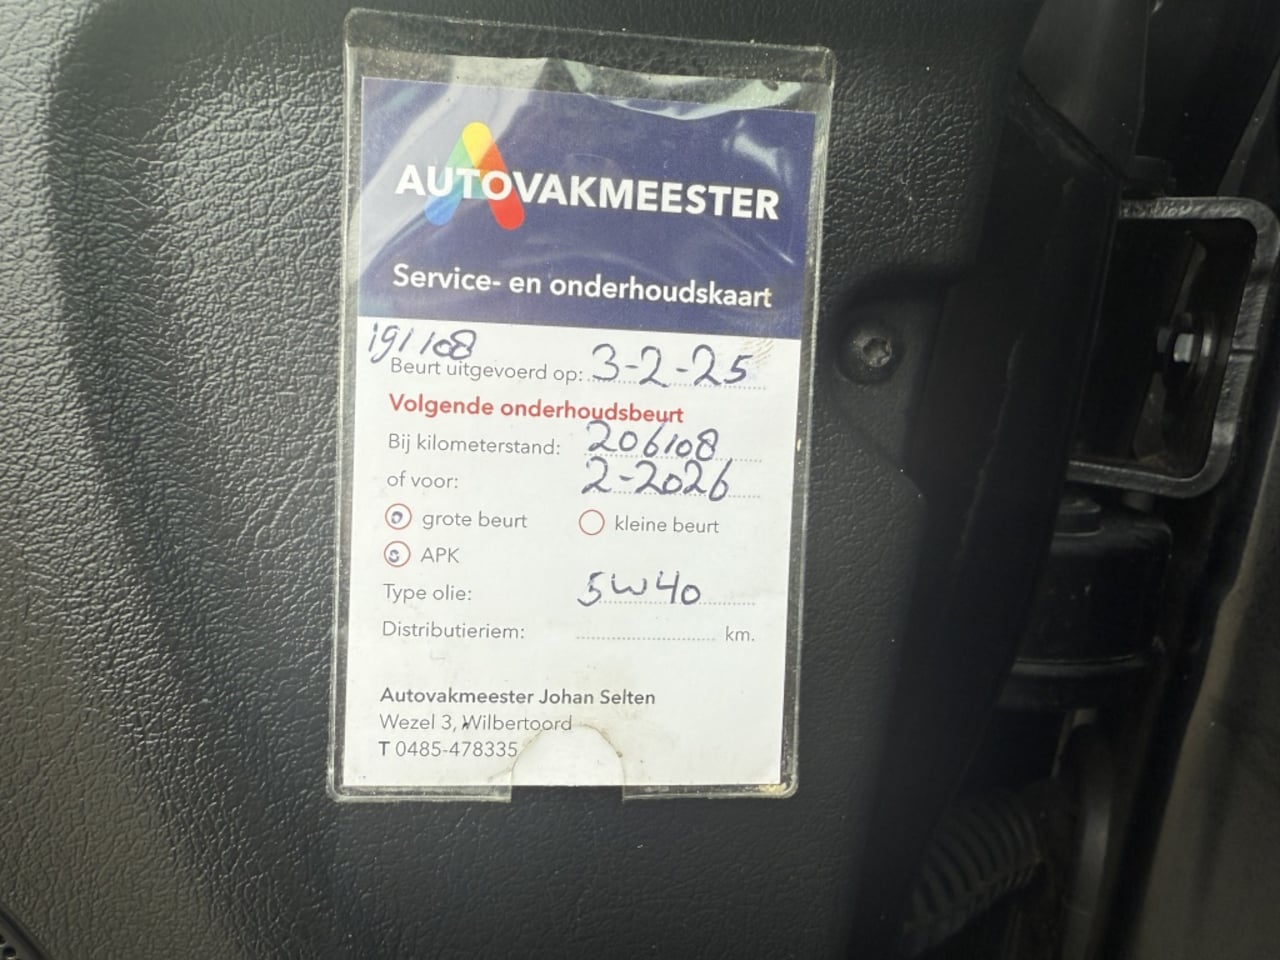 AUTOVAKMEESTER
Service- en onderhoudskaart
191108
Beurt uitgevoerd op: 3-2-25
Volgende onderhoudsbeurt
Bij kilometerstand: 206108
of voor: 2-2026
grote beurt kleine beurt
APK
Type olie: 5W40
Distributieriem: km.
Autovakmeester Johan Selten
Wezel 3, Wilbertoord
T 0485-478335